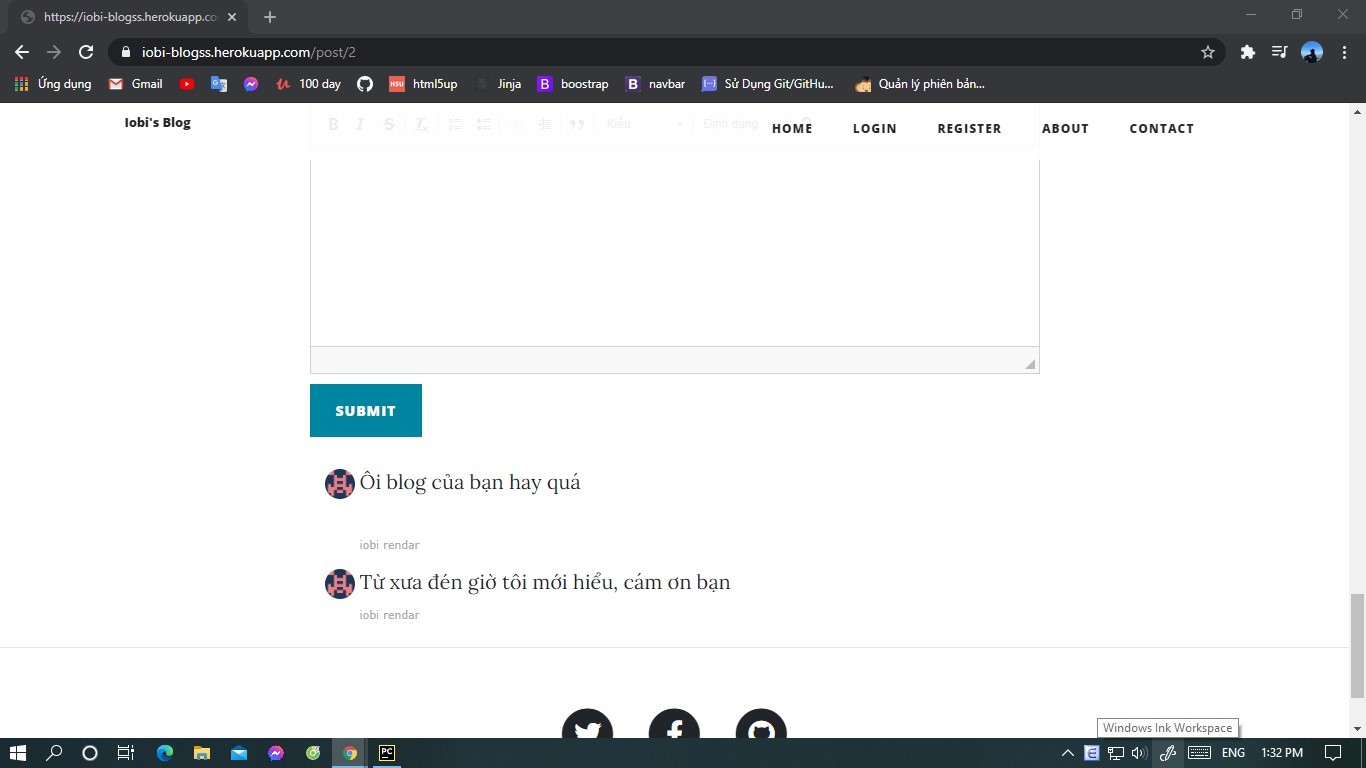 https://iobi-blogss.herokuapp.co
iobi-blogss.herokuapp.com/post/2
Ứng dụng Gmail 100 day html5up Jinja boostrap navbar Sử Dụng Git/GitHu... Quản lý phiên bản...
Iobi's Blog HOME LOGIN REGISTER ABOUT CONTACT
B I S Tx Kiểu Định dạng
SUBMIT
Ôi blog của bạn hay quá
iobi rendar
Từ xưa đén giờ tôi mới hiểu, cám ơn bạn
iobi rendar
Windows Ink Workspace
PC ENG 1:32 PM